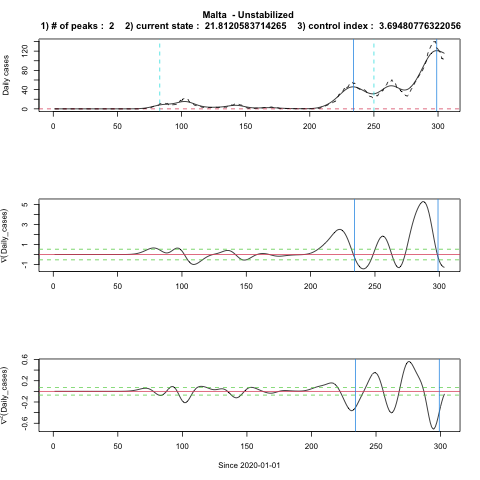 Malta - Unstabilized
1) # of peaks : 2 2) current state : 21.8120583714265 3) control index : 3.69480776322056
Daily cases
0 40 80 120
0 50 100 150 200 250 300
∇(Daily_cases)
-1 1 3 5
0 50 100 150 200 250 300
∇²(Daily_cases)
-0.6 -0.2 0.2 0.6
0 50 100 150 200 250 300
Since 2020-01-01